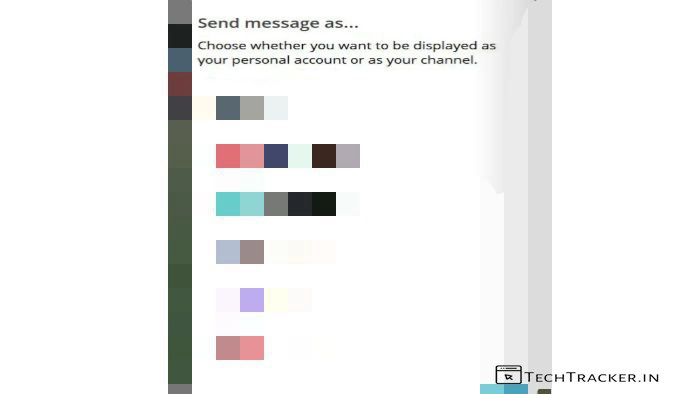 Send message as...
Choose whether you want to be displayed as
your personal account or as your channel.
TECHTRACKER.IN